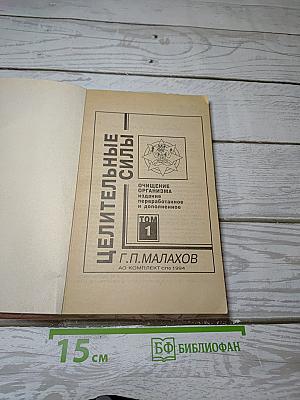 ЦЕЛИТЕЛЬНЫЕ
СИЛЫ
ОЧИЩЕНИЕ
ОРГАНИЗМА
издание
переработанное
и дополненное
ТОМ
1
Г.П.МАЛАХОВ
АО КОМПЛЕКТ СПб 1994
15 см
БФ БИБЛИОФАН